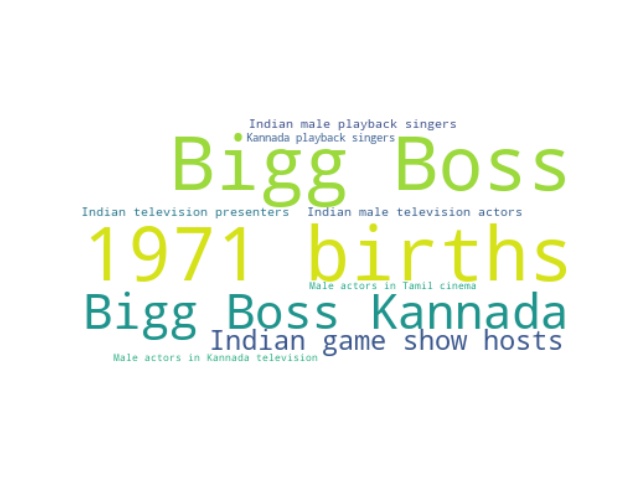 Indian male playback singers
Kannada playback singers
Bigg Boss
Indian television presenters
Indian male television actors
1971 births
Male actors in Tamil cinema
Bigg Boss Kannada
Indian game show hosts
Male actors in Kannada television